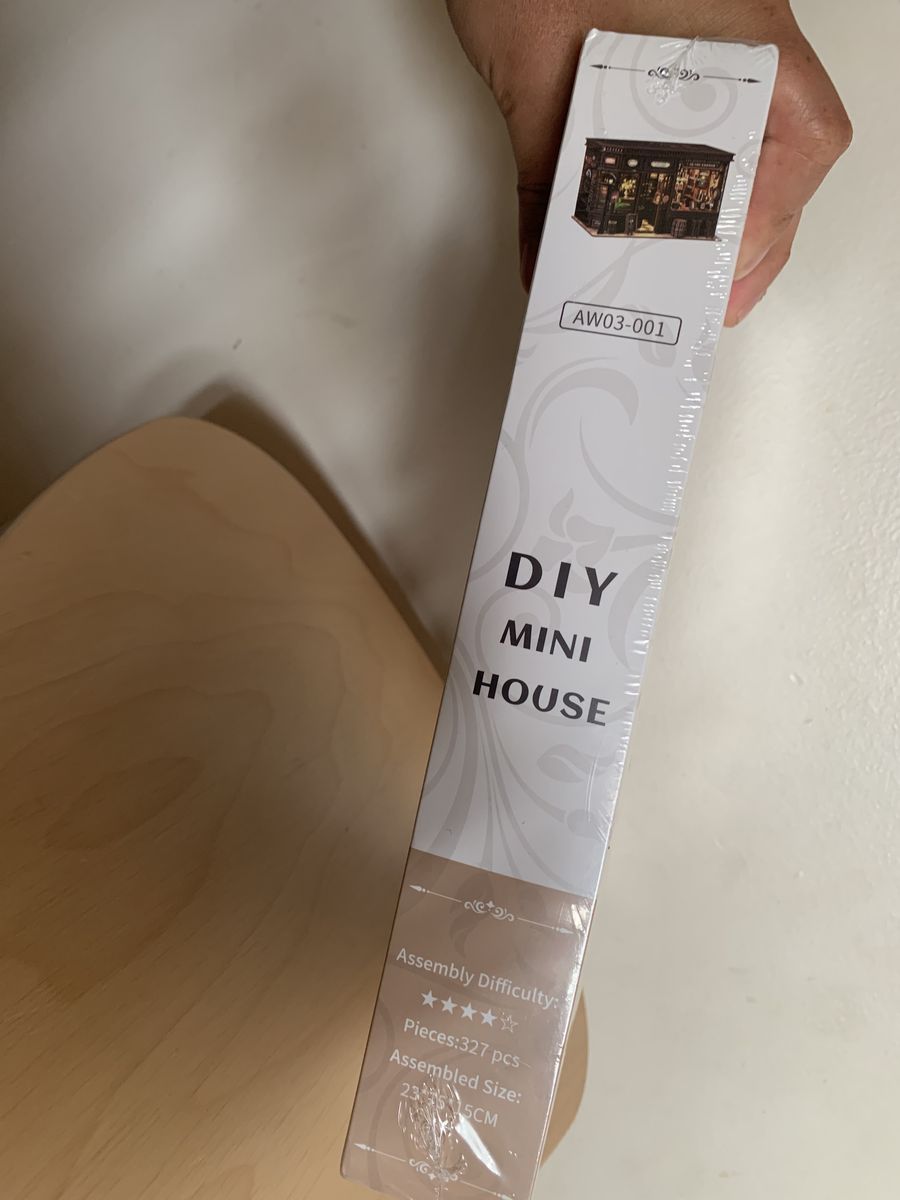 AW03-001
DIY
MINI
HOUSE
Assembly Difficulty:
★★★★☆
Pieces:327 pcs
Assembled Size: